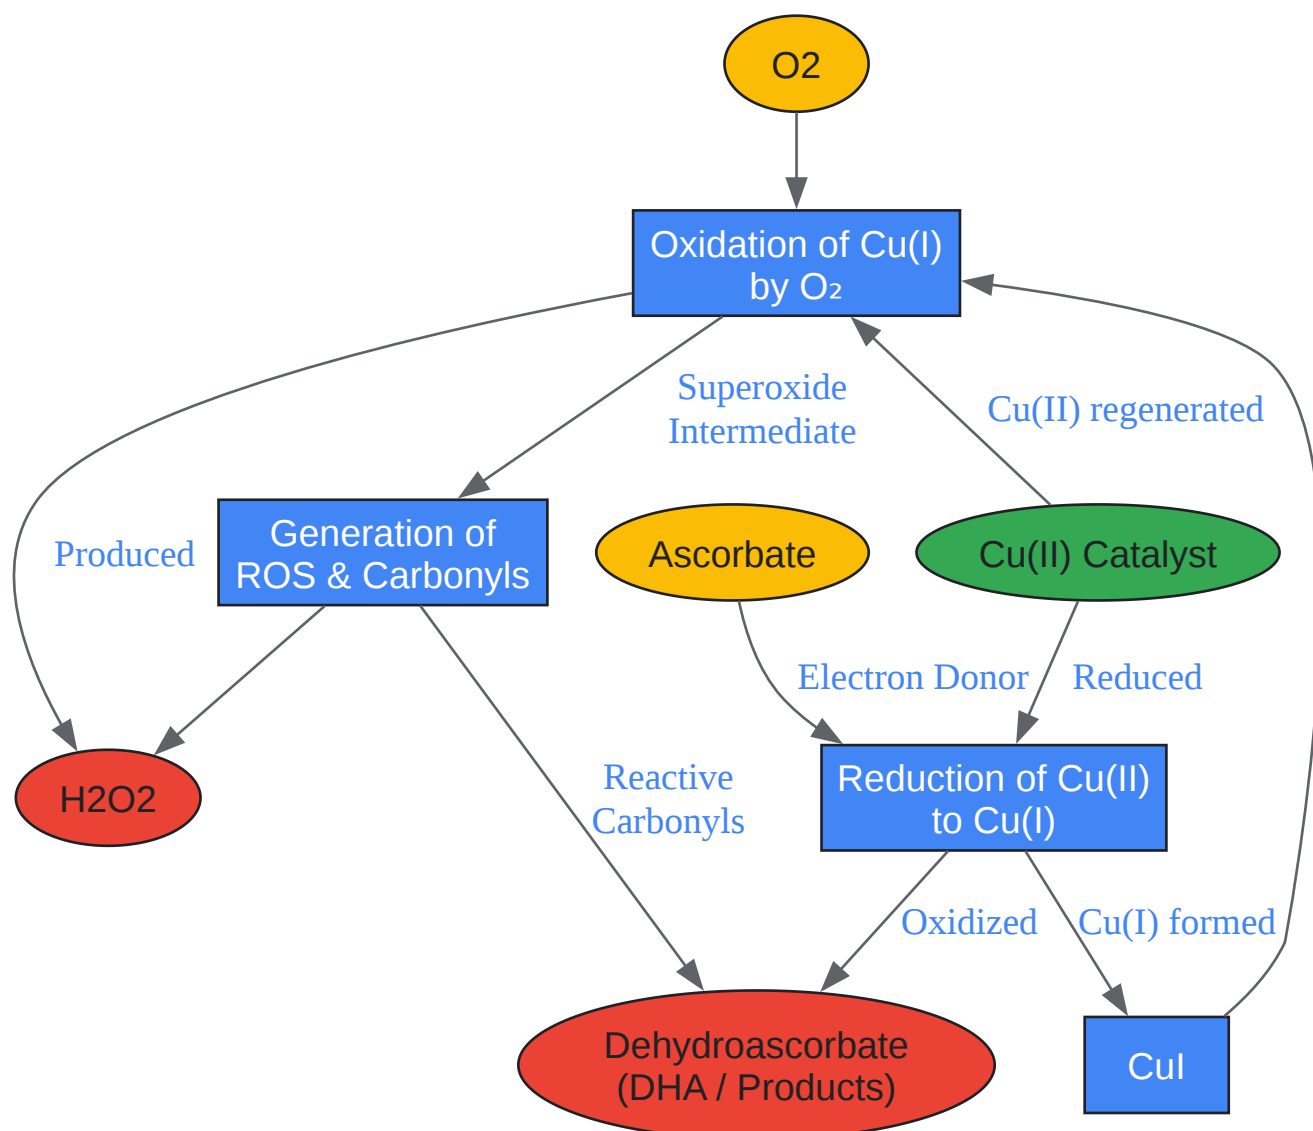 O2
Oxidation of Cu(I)
by O₂
Superoxide
Intermediate
Cu(II) regenerated
Produced
Generation of
ROS & Carbonyls
Ascorbate
Cu(II) Catalyst
Electron Donor
Reduced
H2O2
Reactive
Carbonyls
Reduction of Cu(II)
to Cu(I)
Oxidized
Cu(I) formed
Dehydroascorbate
(DHA / Products)
CuI